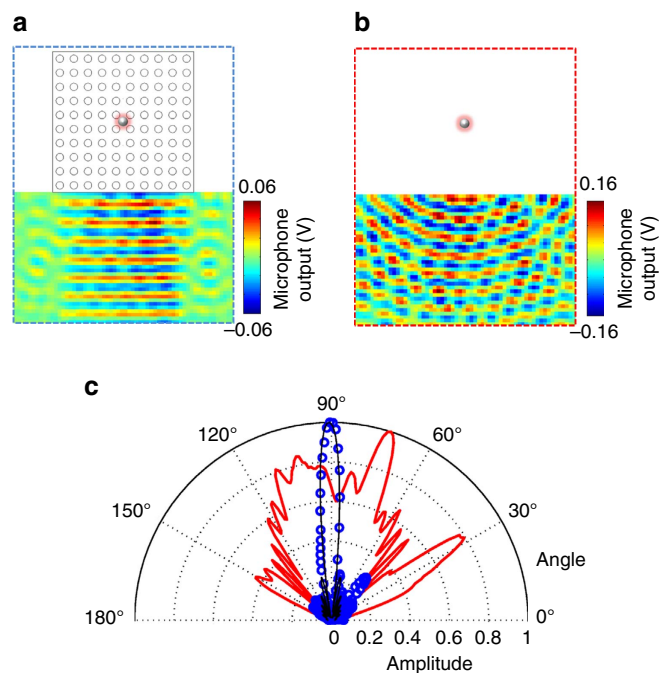 a
0.06
Microphone
output (V)
−0.06
b
0.16
Microphone
output (V)
−0.16
c
90°
120°
60°
150°
30°
Angle
180°
0°
0 0.2 0.4 0.6 0.8 1
Amplitude